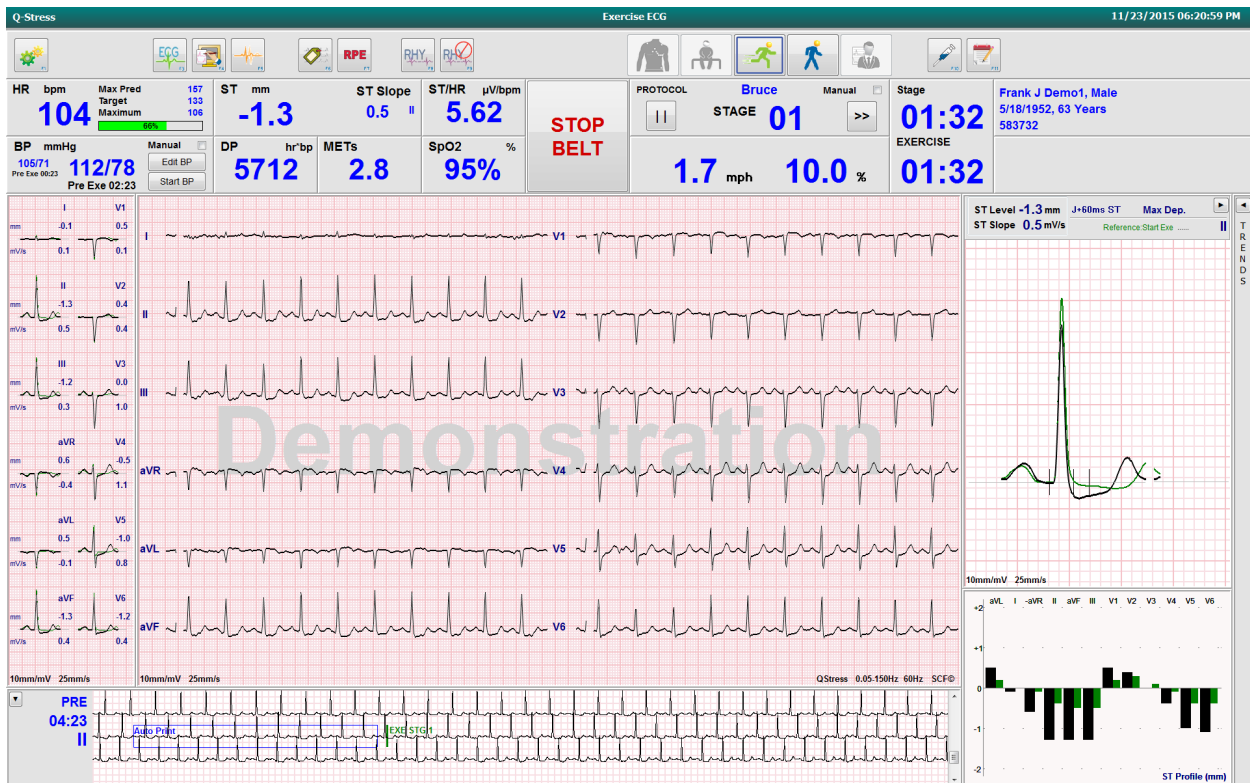 Q-Stress Exercise ECG 11/23/2015 06:20:59 PM
ECG RPE RHY RHY
HR bpm Max Pred 157
Target 133
104 Maximum 106
66%
ST mm ST Slope
-1.3 0.5 II
ST/HR µV/bpm
5.62
STOP
BELT
PROTOCOL Bruce Manual
|| STAGE 01 >>
1.7 mph 10.0 %
Stage
01:32
EXERCISE
01:32
Frank J Demo1, Male
5/18/1952, 63 Years
583732
BP mmHg Manual
105/71 112/78 Edit BP
Pre Exe 00:23
Pre Exe 02:23 Start BP
DP hr*bp
5712
METs
2.8
SpO2 %
95%
I V1
mm -0.1 0.5
mV/s 0.1 0.1
II V2
mm -1.3 0.4
mV/s 0.5 0.4
III V3
mm -1.2 0.0
mV/s 0.3 1.0
aVR V4
mm 0.6 -0.5
mV/s -0.4 1.1
aVL V5
mm 0.5 -1.0
mV/s -0.1 0.8
aVF V6
mm -1.3 -1.2
mV/s 0.4 0.4
10mm/mV 25mm/s
I V1
II V2
III V3
Demonstration
aVR V4
aVL V5
aVF V6
10mm/mV 25mm/s QStress 0.05-150Hz 60Hz SCF©
ST Level -1.3 mm J+60ms ST Max Dep.
ST Slope 0.5 mV/s Reference:Start Exe ..... II
10mm/mV 25mm/s
TRENDS
aVL I -aVR II aVF III V1 V2 V3 V4 V5 V6
+2
+1
0
-1
-2
ST Profile (mm)
PRE
04:23
II
Auto Print EXE STG 1